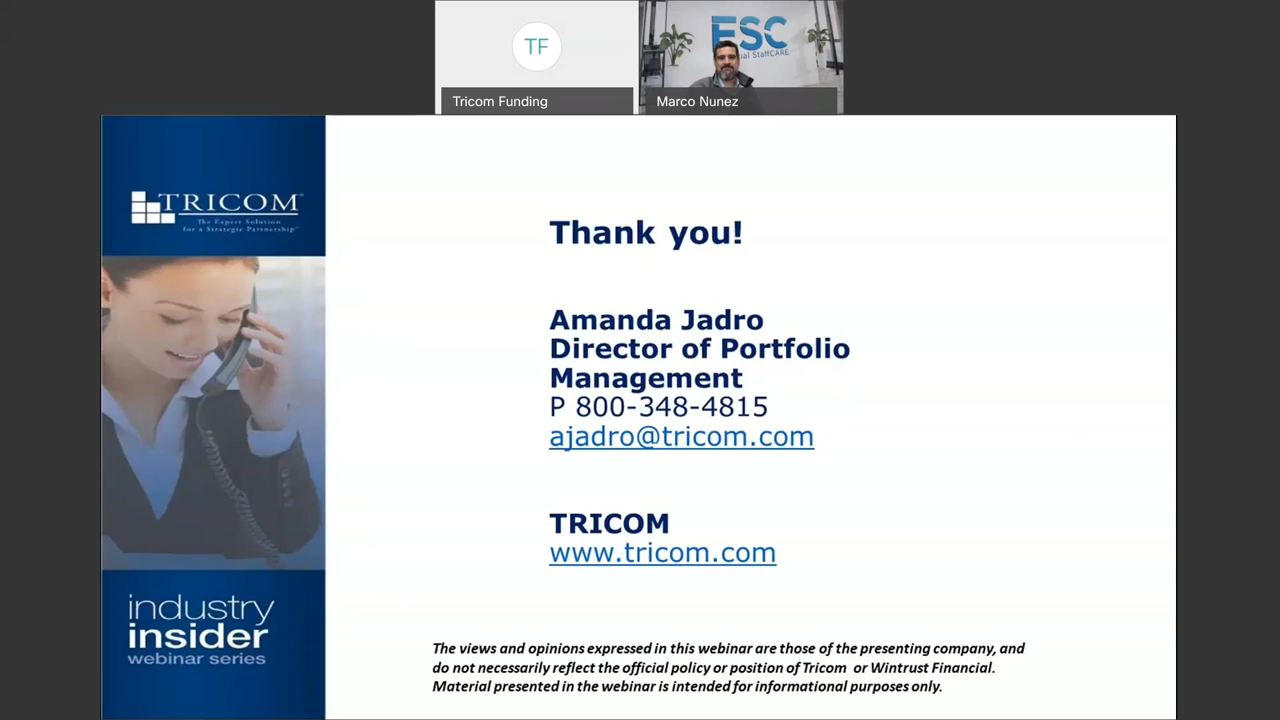 TF
Tricom Funding
ESC
ial StaffCARE
Marco Nunez
TRICOM
The Expert Solution
for a Strategic Partnership
Thank you!
Amanda Jadro
Director of Portfolio
Management
P 800-348-4815
ajadro@tricom.com
TRICOM
www.tricom.com
industry
insider
webinar series
The views and opinions expressed in this webinar are those of the presenting company, and
do not necessarily reflect the official policy or position of Tricom or Wintrust Financial.
Material presented in the webinar is intended for informational purposes only.